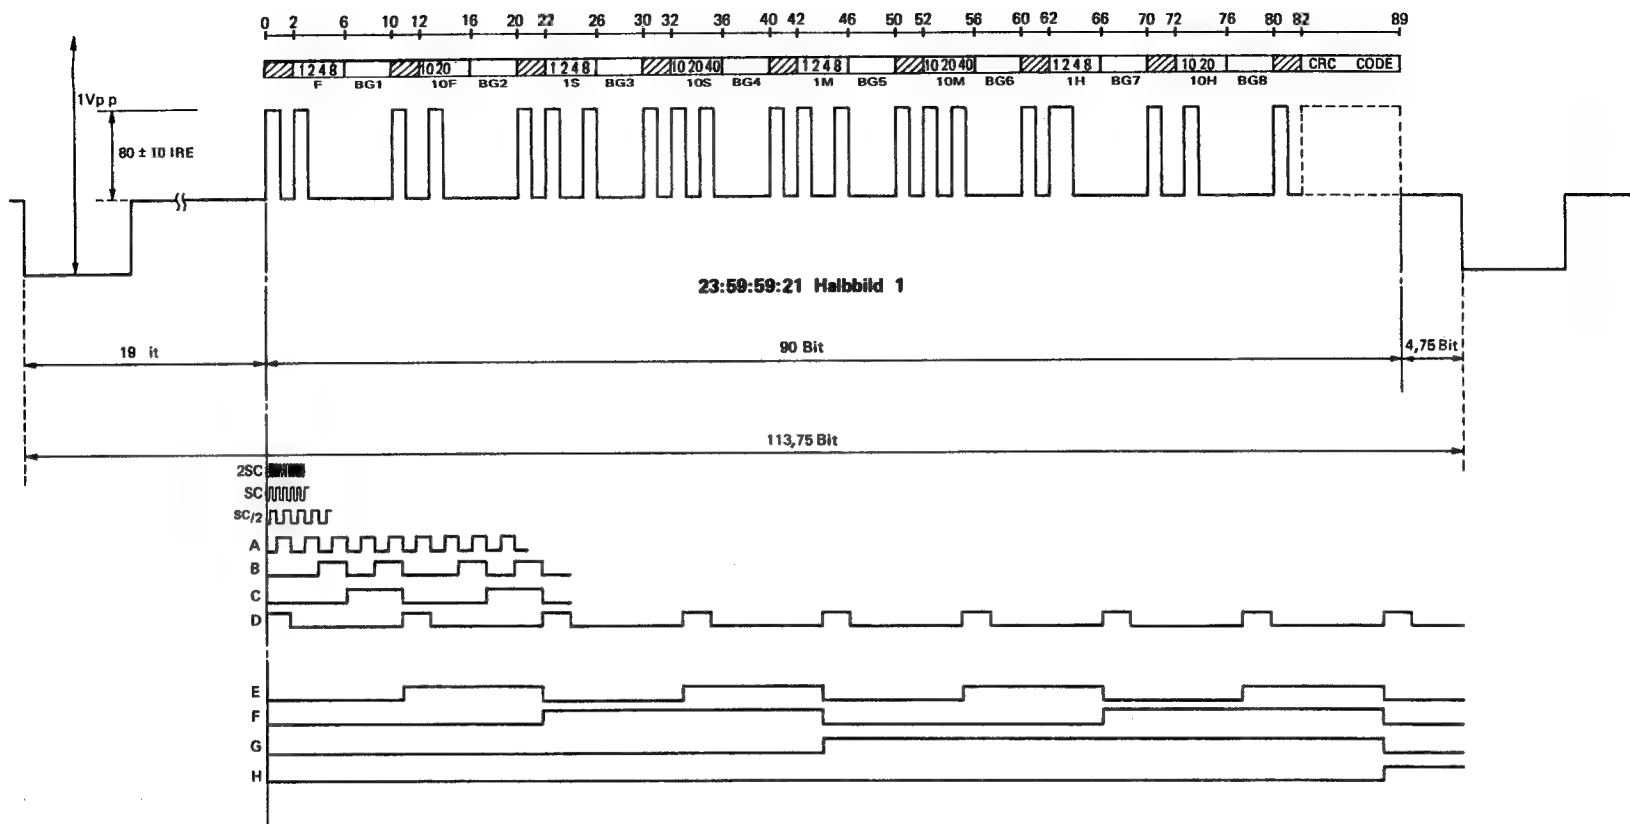 0 2 6 10 12 16 20 22 26 30 32 36 40 42 46 50 52 56 60 62 66 70 72 76 80 82 89
1 2 4 8 10 20 1 2 4 8 10 20 40 1 2 4 8 10 20 40 1 2 4 8 10 20 CRC CODE
F BG1 10F BG2 1S BG3 10S BG4 1M BG5 10M BG6 1H BG7 10H BG8
1Vpp
80 ± 10 IRE
23:59:59:21 Halbbild 1
19 it 90 Bit 4,75 Bit
113,75 Bit
2SC
SC
SC/2
A
B
C
D
E
F
G
H